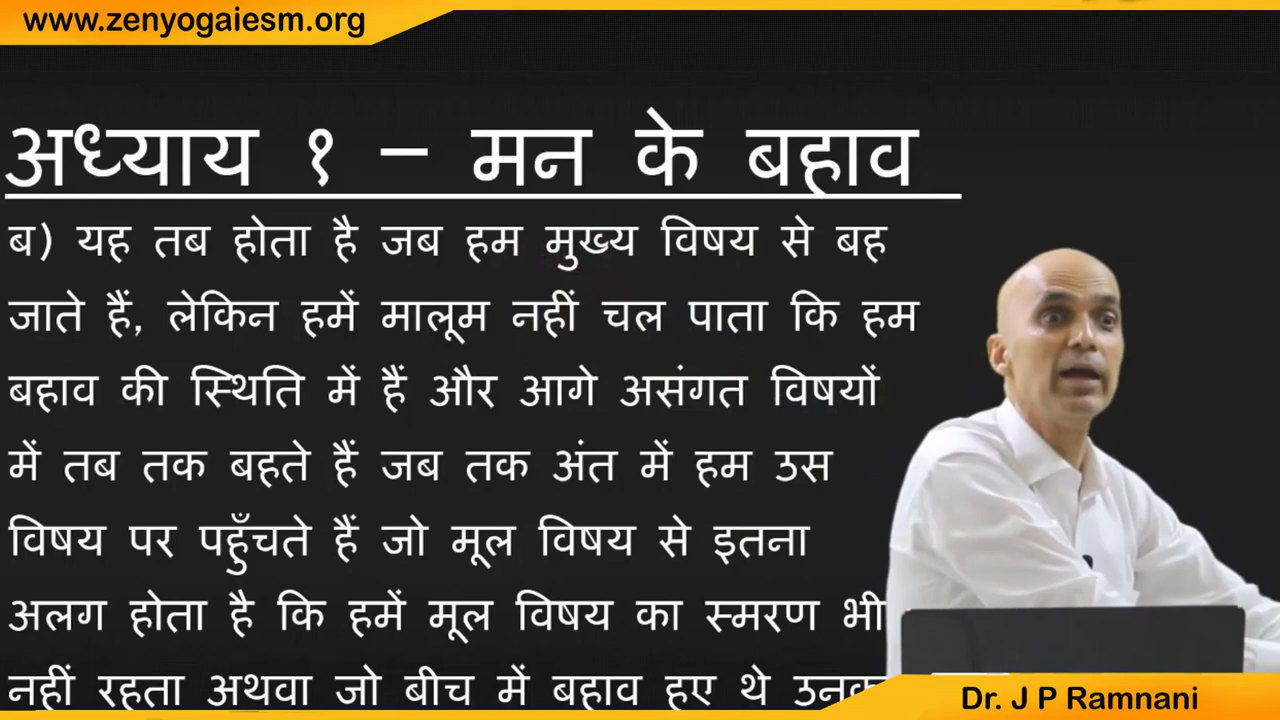 www.zenyogaiesm.org
अध्याय १ – मन के बहाव
ब) यह तब होता है जब हम मुख्य विषय से बह
जाते हैं, लेकिन हमें मालूम नहीं चल पाता कि हम
बहाव की स्थिति में हैं और आगे असंगत विषयों
में तब तक बहते हैं जब तक अंत में हम उस
विषय पर पहुँचते हैं जो मूल विषय से इतना
अलग होता है कि हमें मूल विषय का स्मरण भी
नहीं रहता अथवा जो बीच में बहाव हुए थे
Dr. J P Ramnani